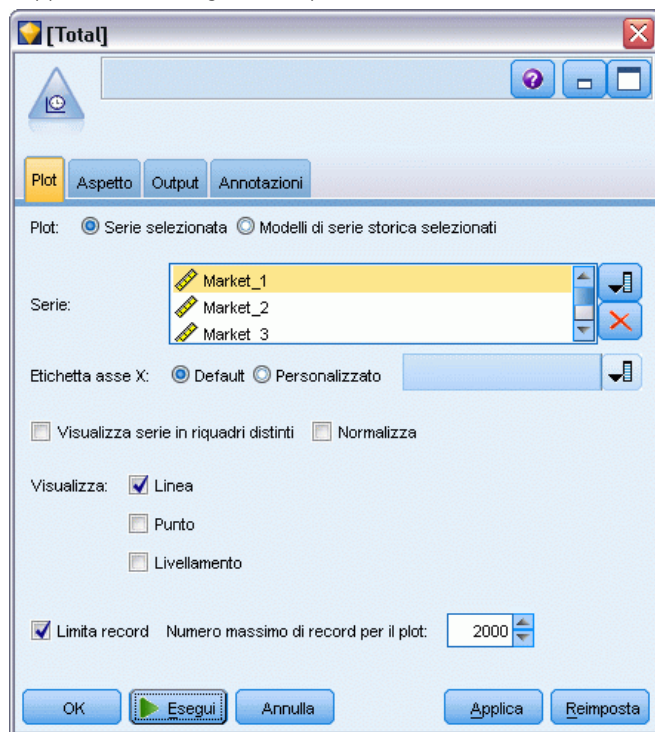 [Total]
Plot Aspetto Output Annotazioni
Plot: Serie selezionata Modelli di serie storica selezionati
Serie:
Market_1
Market_2
Market_3
Etichetta asse X: Default Personalizzato
Visualizza serie in riquadri distinti Normalizza
Visualizza: Linea
Punto
Livellamento
Limita record Numero massimo di record per il plot: 2000
OK Esegui Annulla Applica Reimposta